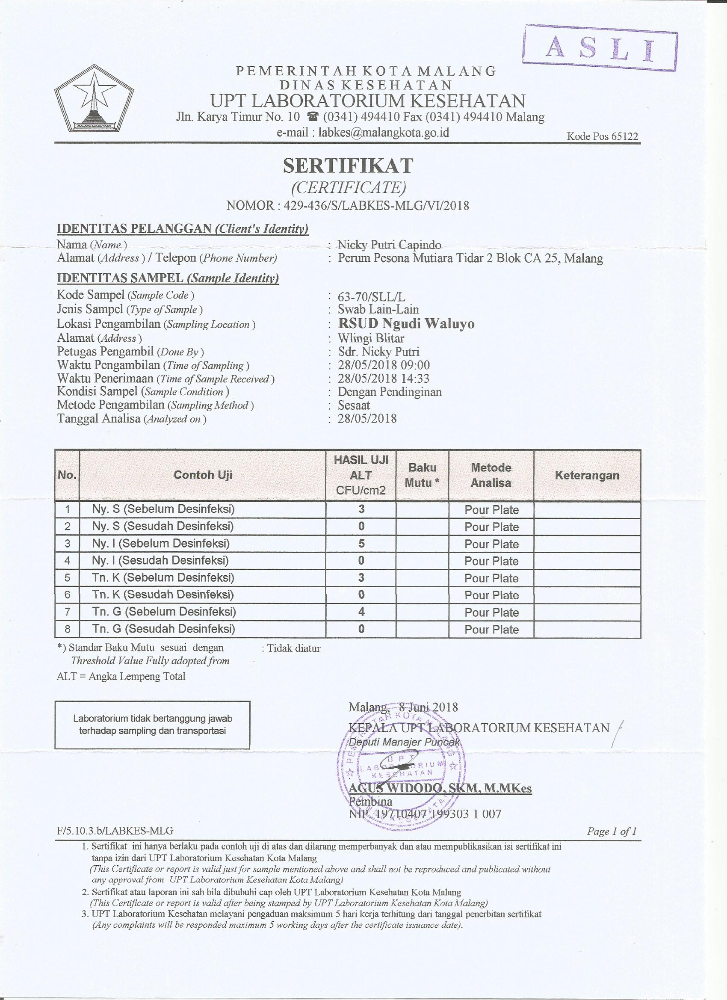 A S L I
PEMERINTAH KOTA MALANG
DINAS KESEHATAN
UPT LABORATORIUM KESEHATAN
Jln. Karya Timur No. 10 ☎ (0341) 494410 Fax (0341) 494410 Malang
e-mail : labkes@malangkota.go.id
Kode Pos 65122
MALANG KUCECWARA
SERTIFIKAT
(CERTIFICATE)
NOMOR : 429-436/S/LABKES-MLG/VI/2018
IDENTITAS PELANGGAN (Client's Identity)
Nama (Name ) : Nicky Putri Capindo
Alamat (Address ) / Telepon (Phone Number) : Perum Pesona Mutiara Tidar 2 Blok CA 25, Malang
IDENTITAS SAMPEL (Sample Identity)
Kode Sampel (Sample Code ) : 63-70/SLL/L
Jenis Sampel (Type of Sample ) : Swab Lain-Lain
Lokasi Pengambilan (Sampling Location ) : RSUD Ngudi Waluyo
Alamat (Address ) : Wlingi Blitar
Petugas Pengambil (Done By ) : Sdr. Nicky Putri
Waktu Pengambilan (Time of Sampling ) : 28/05/2018 09:00
Waktu Penerimaan (Time of Sample Received ) : 28/05/2018 14:33
Kondisi Sampel (Sample Condition ) : Dengan Pendinginan
Metode Pengambilan (Sampling Method ) : Sesaat
Tanggal Analisa (Analyzed on ) : 28/05/2018
No. Contoh Uji HASIL UJI ALT CFU/cm2 Baku Mutu * Metode Analisa Keterangan
1 Ny. S (Sebelum Desinfeksi) 3 Pour Plate
2 Ny. S (Sesudah Desinfeksi) 0 Pour Plate
3 Ny. I (Sebelum Desinfeksi) 5 Pour Plate
4 Ny. I (Sesudah Desinfeksi) 0 Pour Plate
5 Tn. K (Sebelum Desinfeksi) 3 Pour Plate
6 Tn. K (Sesudah Desinfeksi) 0 Pour Plate
7 Tn. G (Sebelum Desinfeksi) 4 Pour Plate
8 Tn. G (Sesudah Desinfeksi) 0 Pour Plate
*) Standar Baku Mutu sesuai dengan : Tidak diatur
Threshold Value Fully adopted from
ALT = Angka Lempeng Total
Laboratorium tidak bertanggung jawab
terhadap sampling dan transportasi
Malang, 8 Juni 2018
KEPALA UPT LABORATORIUM KESEHATAN
Deputi Manajer Puncak
PEMERINTAH KOTA MALANG
UPT
LABORATORIUM
KESEHATAN
DINAS KESEHATAN
AGUS WIDODO, SKM, M.MKes
Pembina
NIP. 19710407 199303 1 007
F/5.10.3.b/LABKES-MLG
Page 1 of 1
1. Sertifikat ini hanya berlaku pada contoh uji di atas dan dilarang memperbanyak dan atau mempublikasikan isi sertifikat ini
tanpa izin dari UPT Laboratorium Kesehatan Kota Malang
(This Certificate or report is valid just for sample mentioned above and shall not be reproduced and publicated without
any approval from UPT Laboratorium Kesehatan Kota Malang)
2. Sertifikat atau laporan ini sah bila dibubuhi cap oleh UPT Laboratorium Kesehatan Kota Malang
(This Certificate or report is valid after being stamped by UPT Laboratorium Kesehatan Kota Malang)
3. UPT Laboratorium Kesehatan melayani pengaduan maksimum 5 hari kerja terhitung dari tanggal penerbitan sertifikat
(Any complaints will be responded maximum 5 working days after the certificate issuance date).